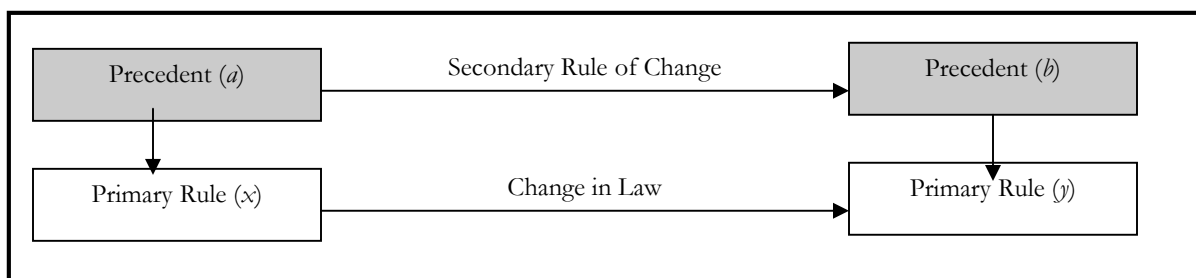 Precedent (a)
Secondary Rule of Change
Precedent (b)
Primary Rule (x)
Change in Law
Primary Rule (y)